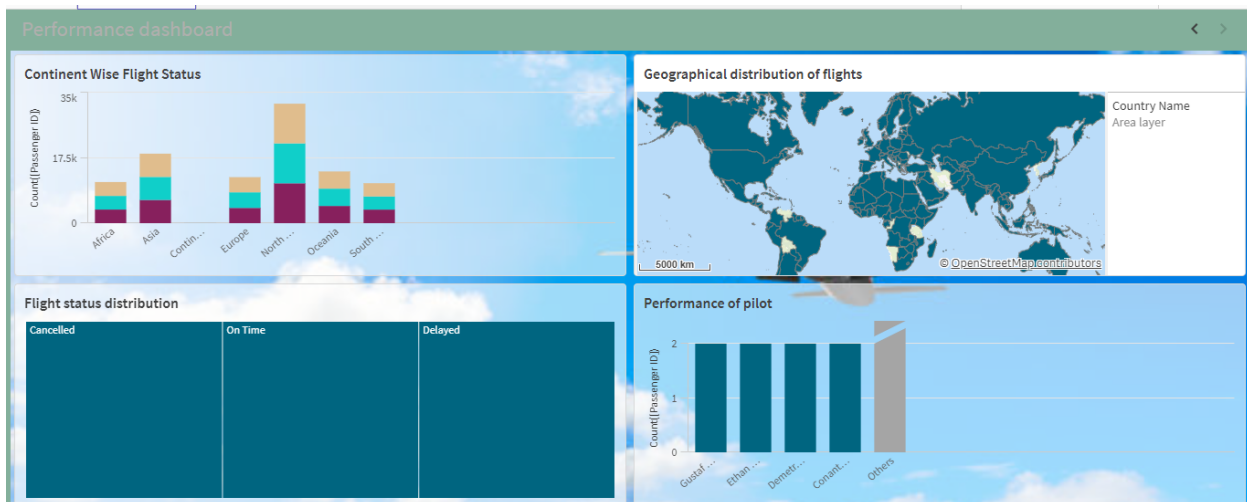 Performance dashboard
Continent Wise Flight Status
Count([Passenger ID])
35k
17.5k
0
Africa
Asia
Contin...
Europe
North ...
Oceania
South ...
Geographical distribution of flights
Country Name
Area layer
5000 km
© OpenStreetMap contributors
Flight status distribution
Cancelled
On Time
Delayed
Performance of pilot
Count([Passenger ID])
2
1
0
Gustaf ...
Ethan ...
Demetr...
Conant...
Others